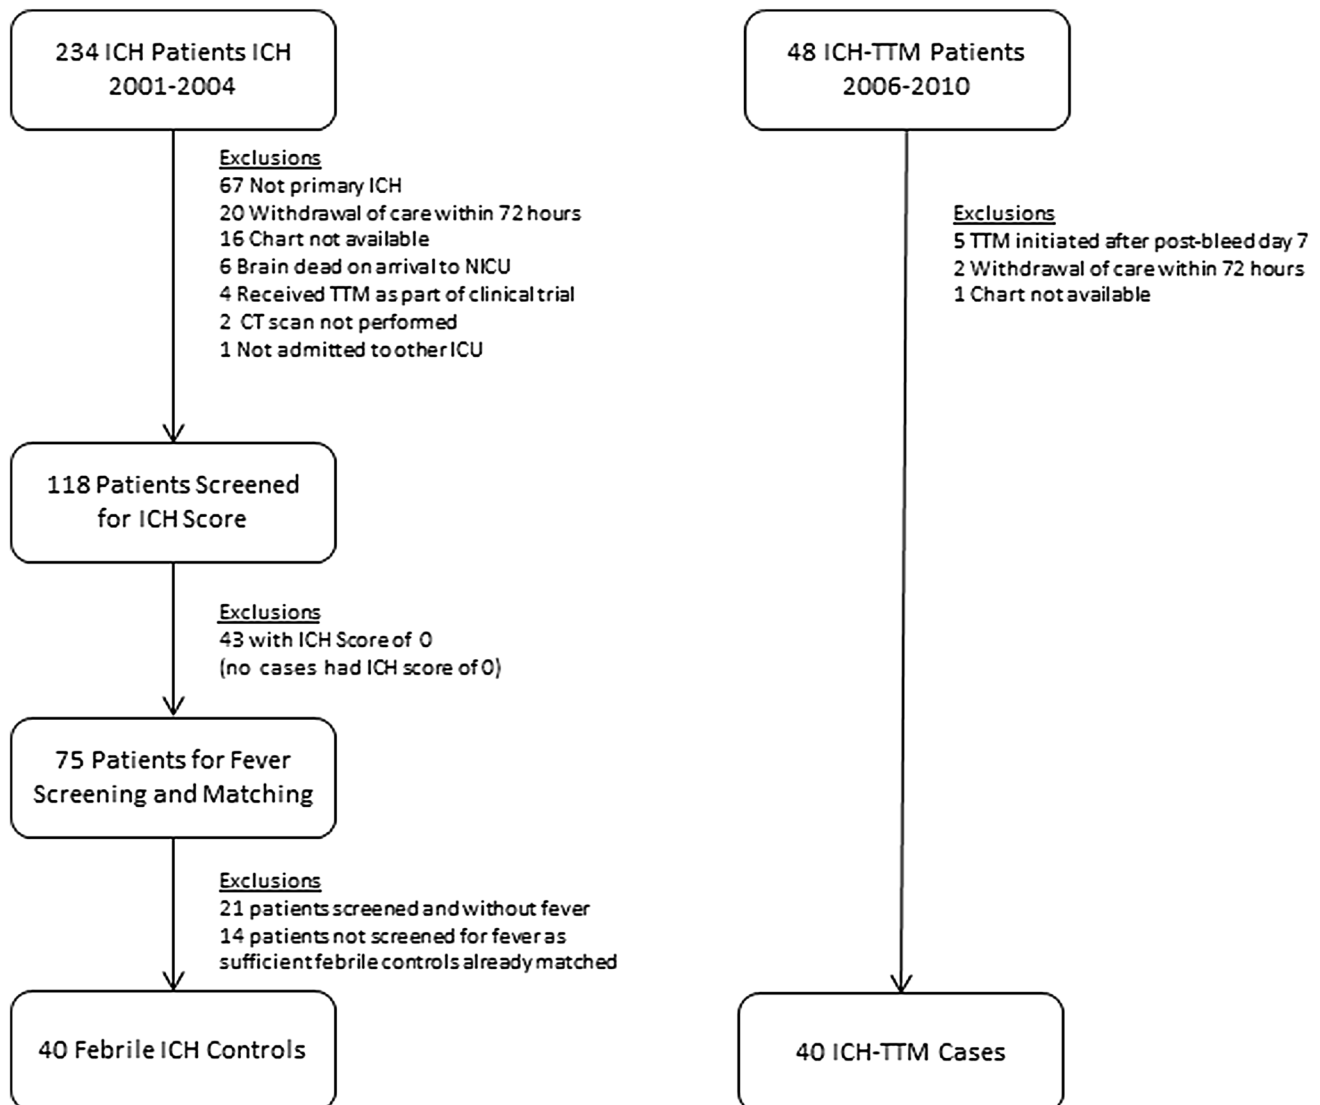 234 ICH Patients ICH
2001-2004
Exclusions
67 Not primary ICH
20 Withdrawal of care within 72 hours
16 Chart not available
6 Brain dead on arrival to NICU
4 Received TTM as part of clinical trial
2 CT scan not performed
1 Not admitted to other ICU
118 Patients Screened
for ICH Score
Exclusions
43 with ICH Score of 0
(no cases had ICH score of 0)
75 Patients for Fever
Screening and Matching
Exclusions
21 patients screened and without fever
14 patients not screened for fever as
sufficient febrile controls already matched
40 Febrile ICH Controls
48 ICH-TTM Patients
2006-2010
Exclusions
5 TTM initiated after post-bleed day 7
2 Withdrawal of care within 72 hours
1 Chart not available
40 ICH-TTM Cases